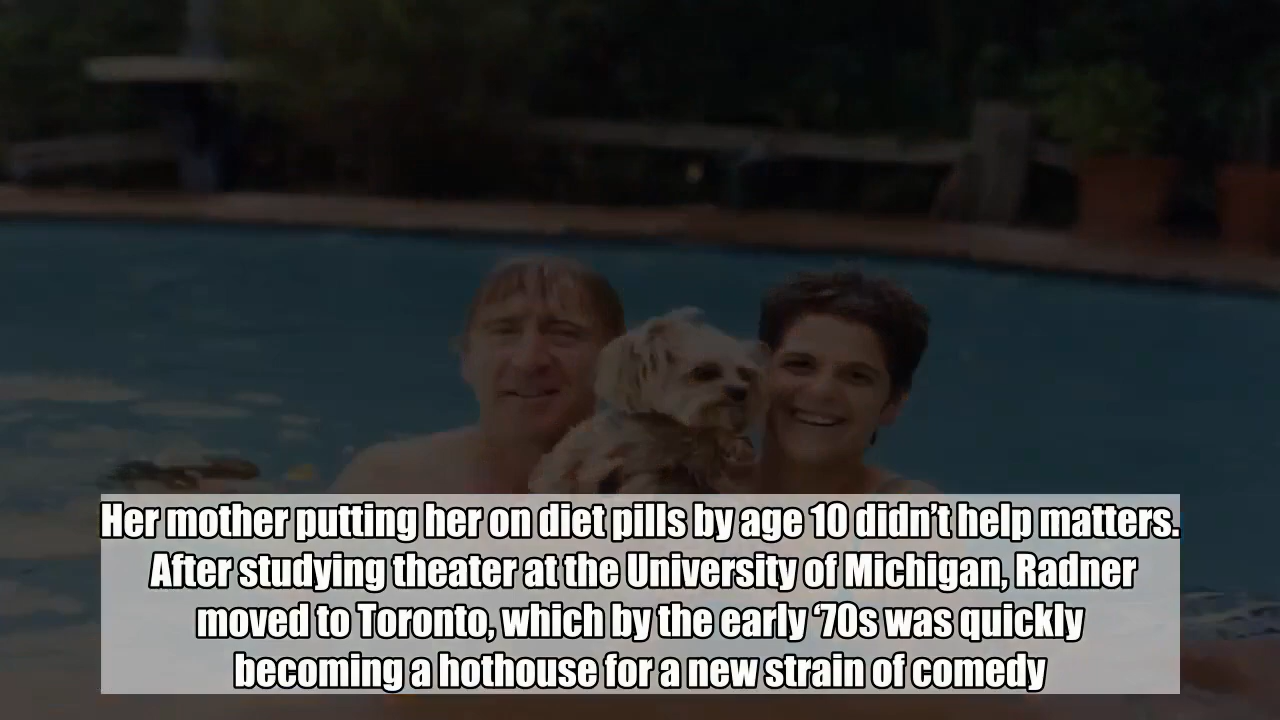 Her mother putting her on diet pills by age 10 didn’t help matters.
After studying theater at the University of Michigan, Radner
moved to Toronto, which by the early ‘70s was quickly
becoming a hothouse for a new strain of comedy